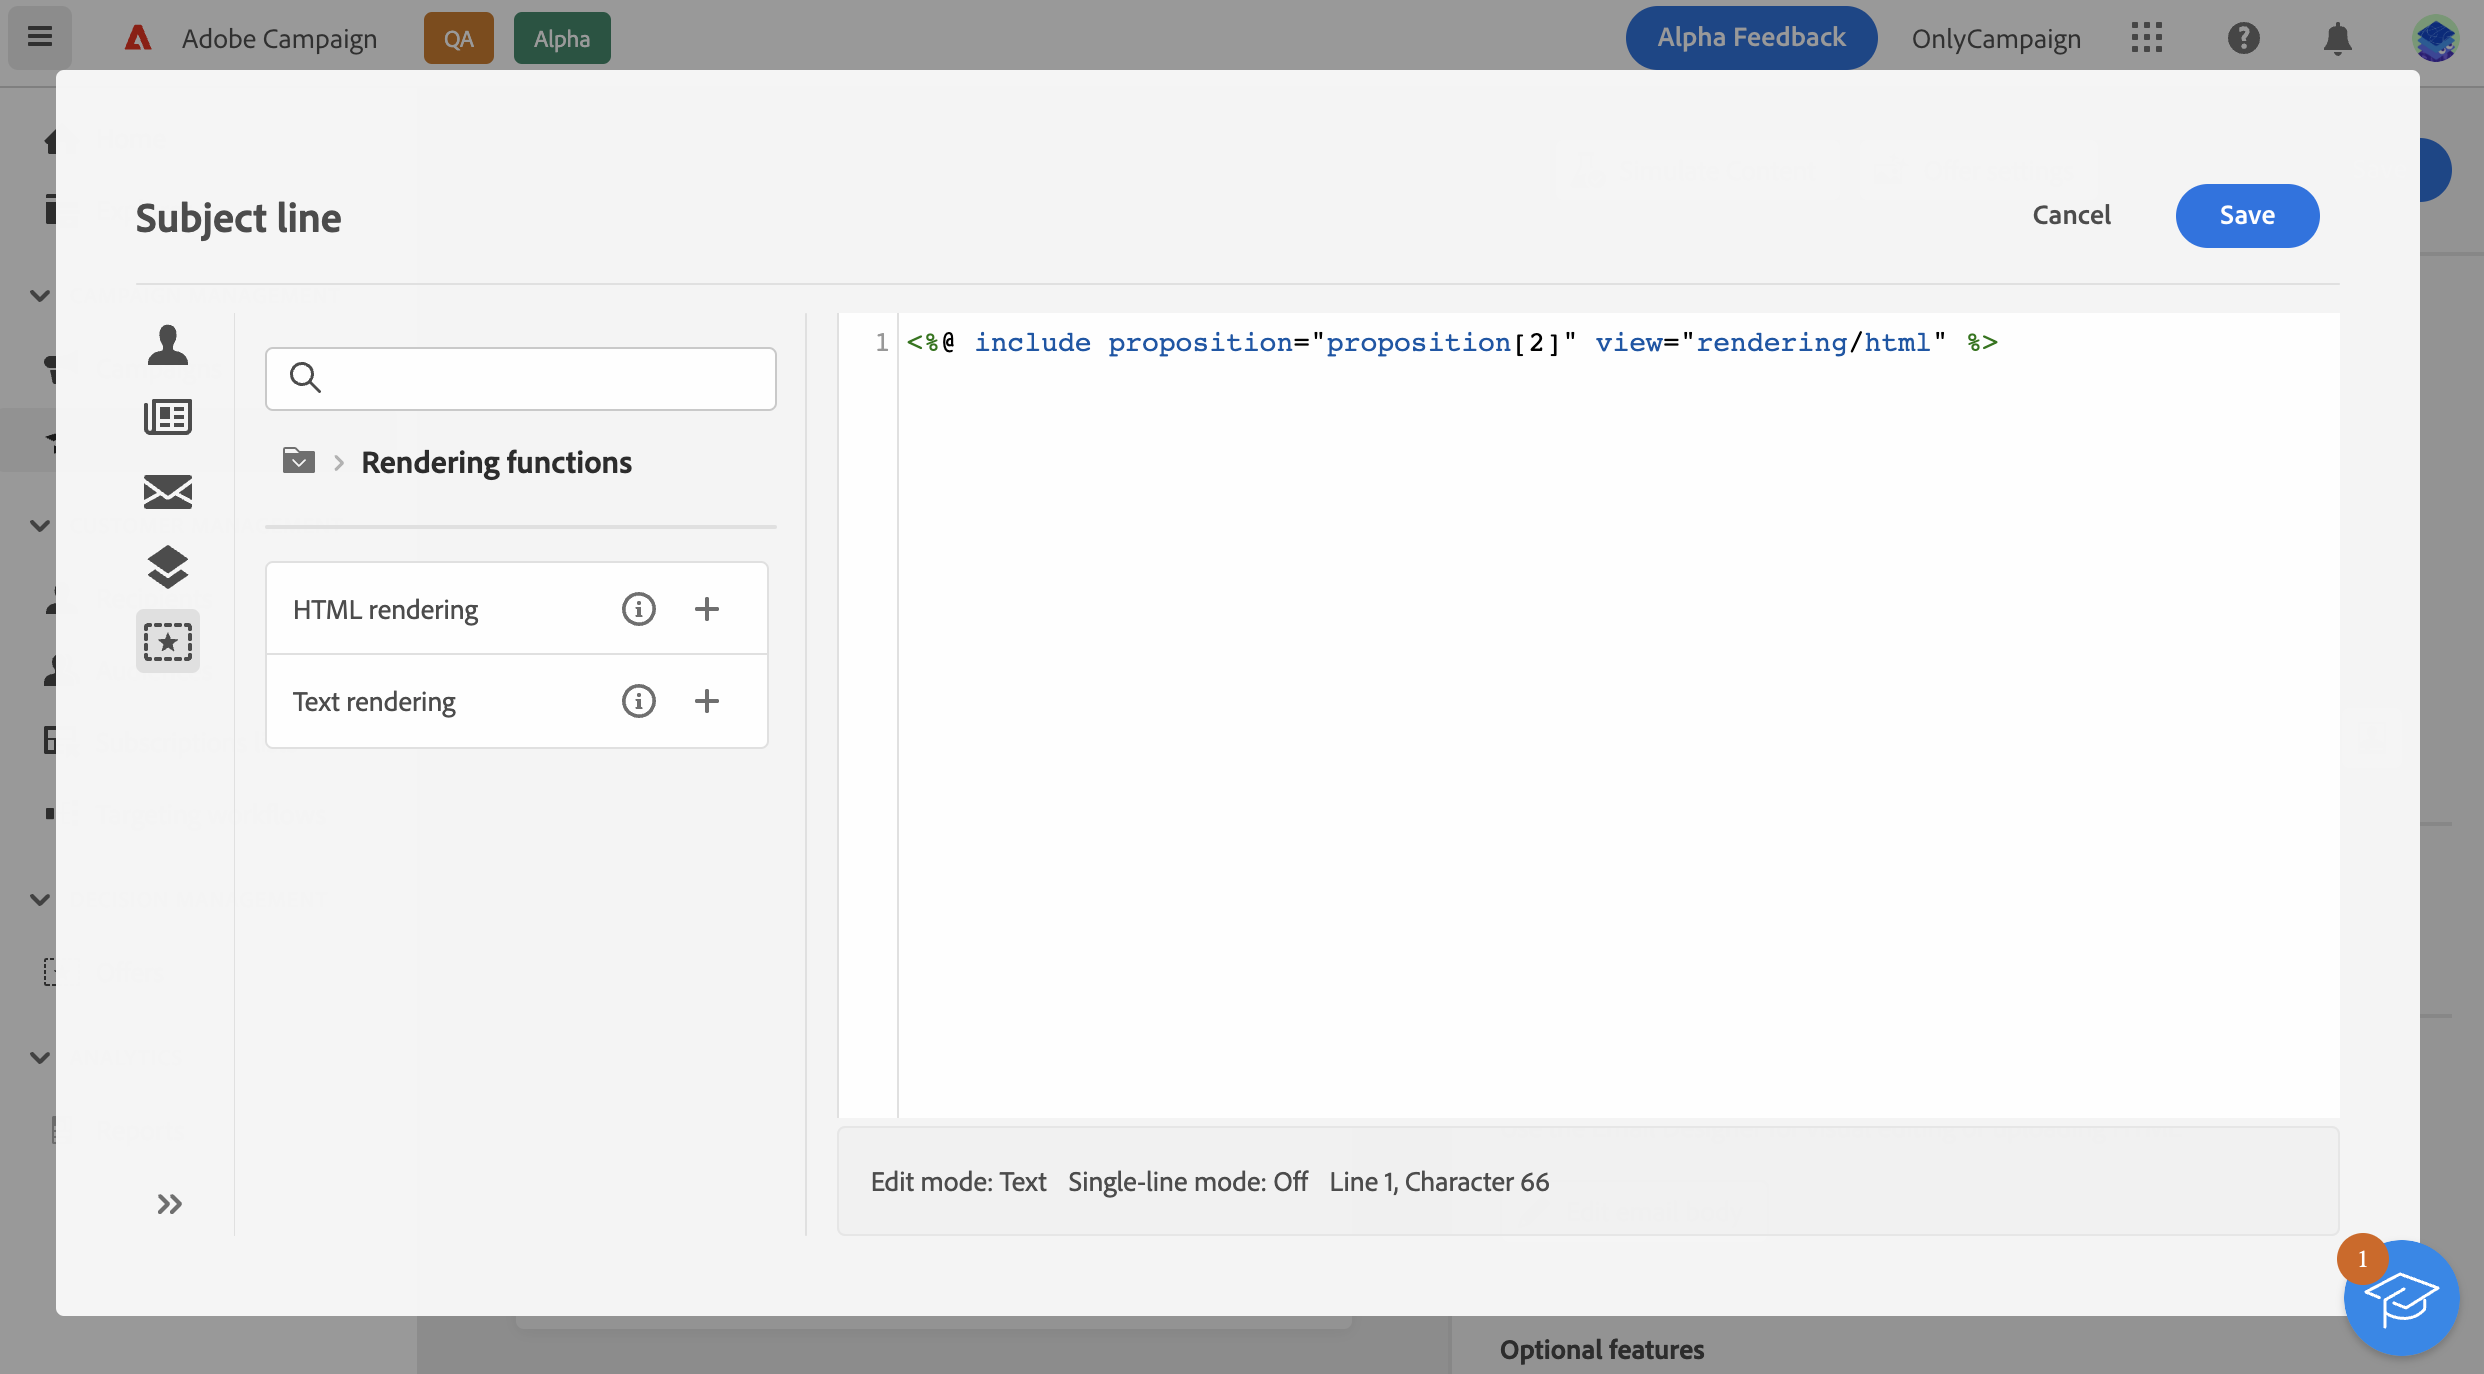 Adobe Campaign QA Alpha Alpha Feedback OnlyCampaign
Subject line Cancel Save
Rendering functions
HTML rendering
Text rendering
1 <%@ include proposition="proposition[2]" view="rendering/html" %>
Edit mode: Text Single-line mode: Off Line 1, Character 66
1
Optional features